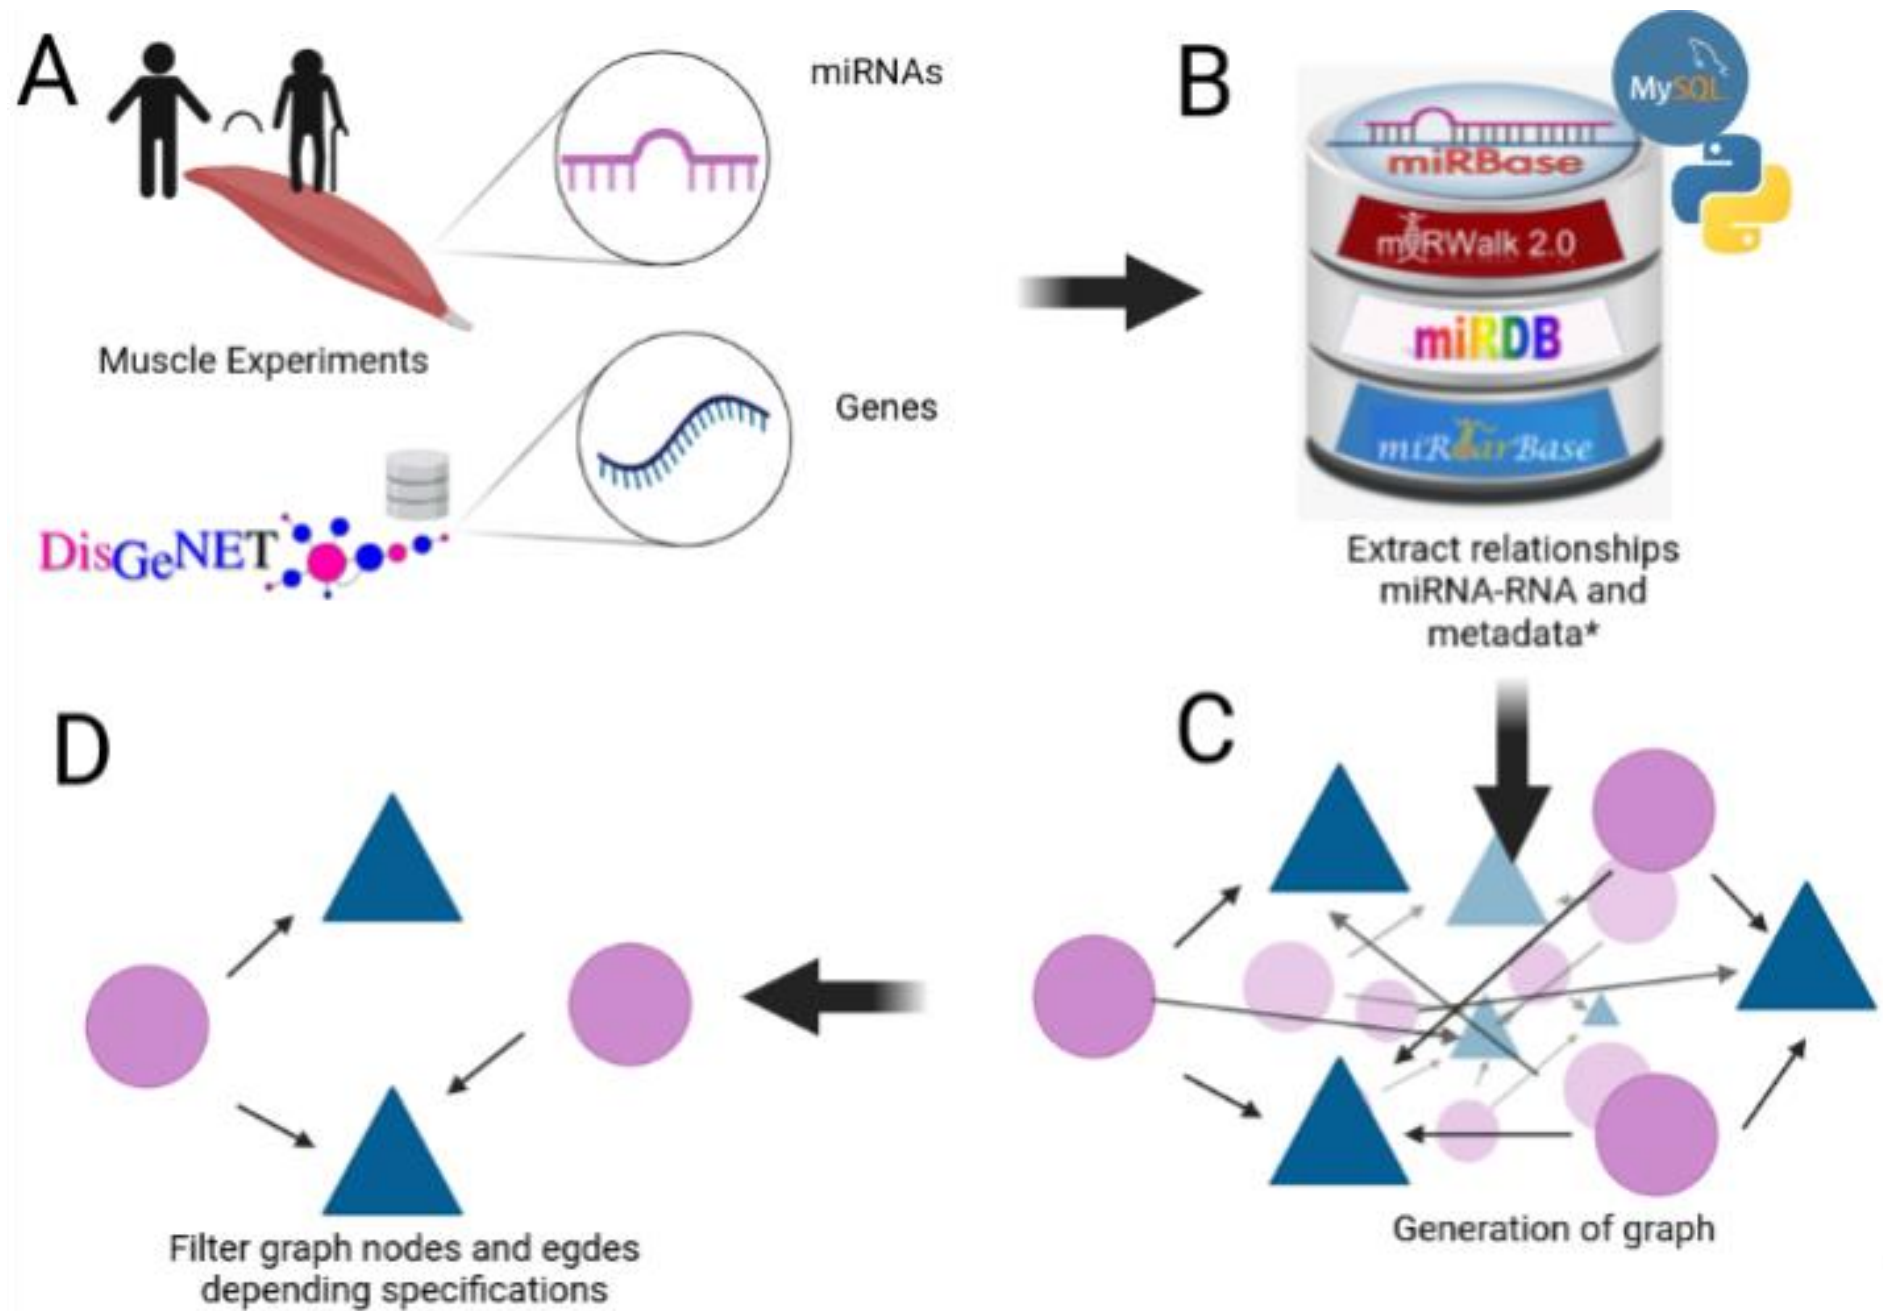 A
miRNAs
Muscle Experiments
Genes
DisGeNET
B
MySQL
miRBase
miRWalk 2.0
miRDB
miRTarBase
Extract relationships
miRNA-RNA and
metadata*
C
Generation of graph
D
Filter graph nodes and egdes
depending specifications